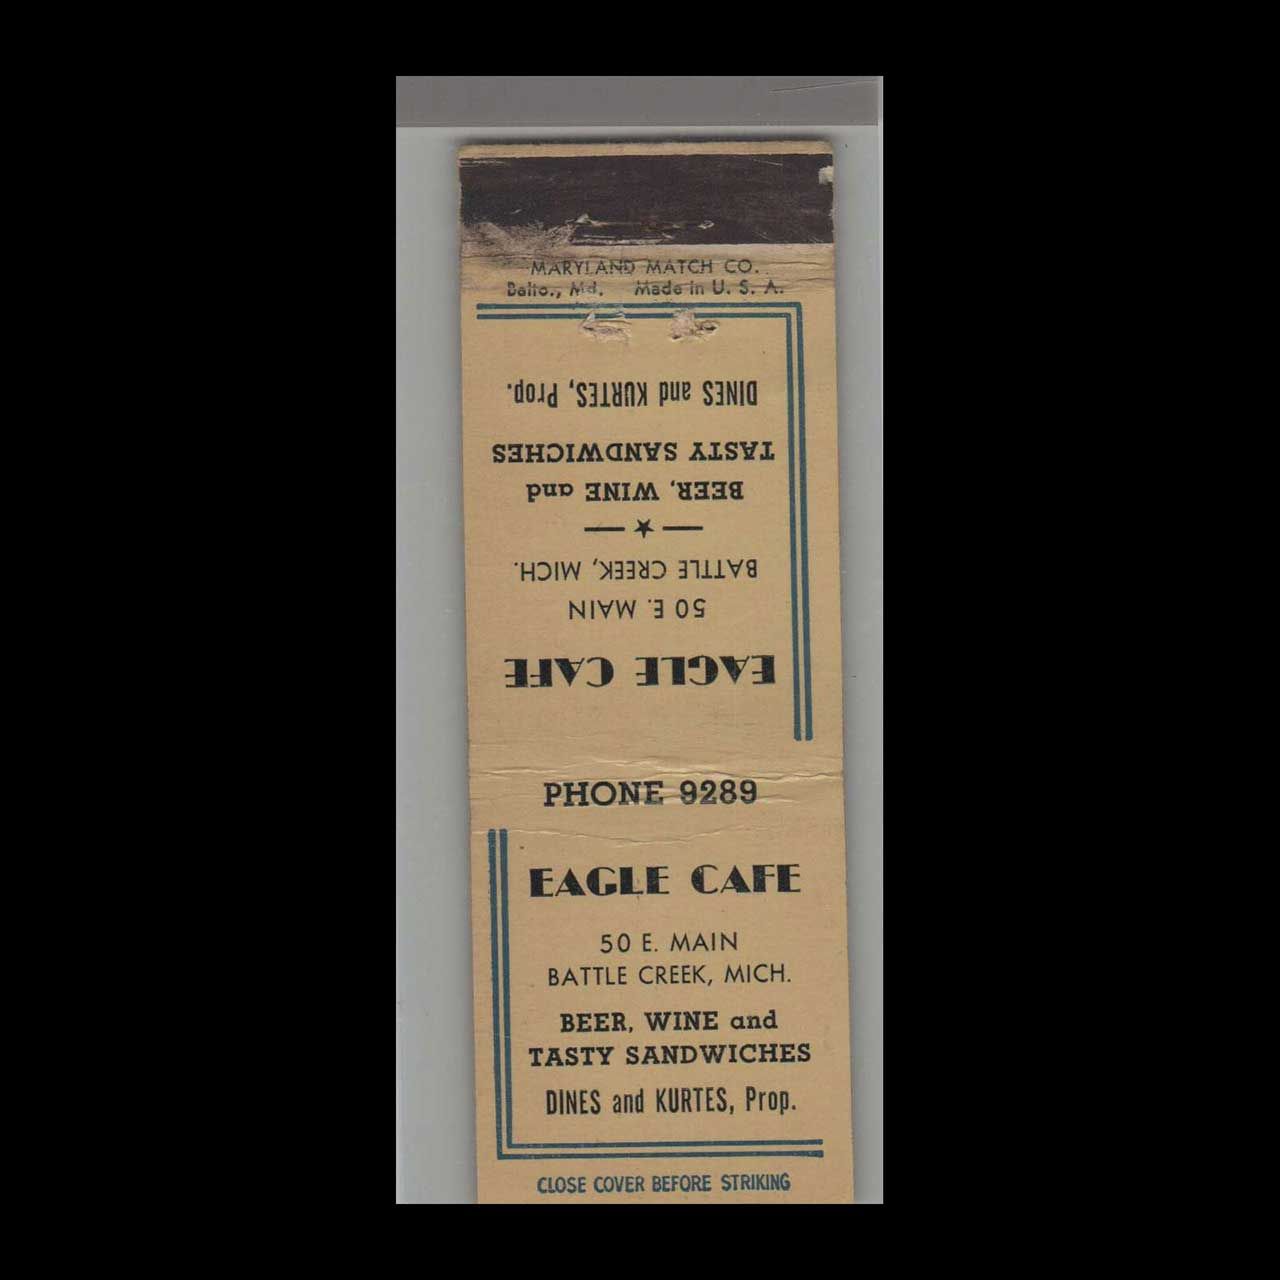 MARYLAND MATCH CO.
Balto., Md. Made in U. S. A.
EAGLE CAFE
50 E. MAIN
BATTLE CREEK, MICH.
BEER, WINE and
TASTY SANDWICHES
DINES and KURTES, Prop.
PHONE 9289
EAGLE CAFE
50 E. MAIN
BATTLE CREEK, MICH.
BEER, WINE and
TASTY SANDWICHES
DINES and KURTES, Prop.
CLOSE COVER BEFORE STRIKING